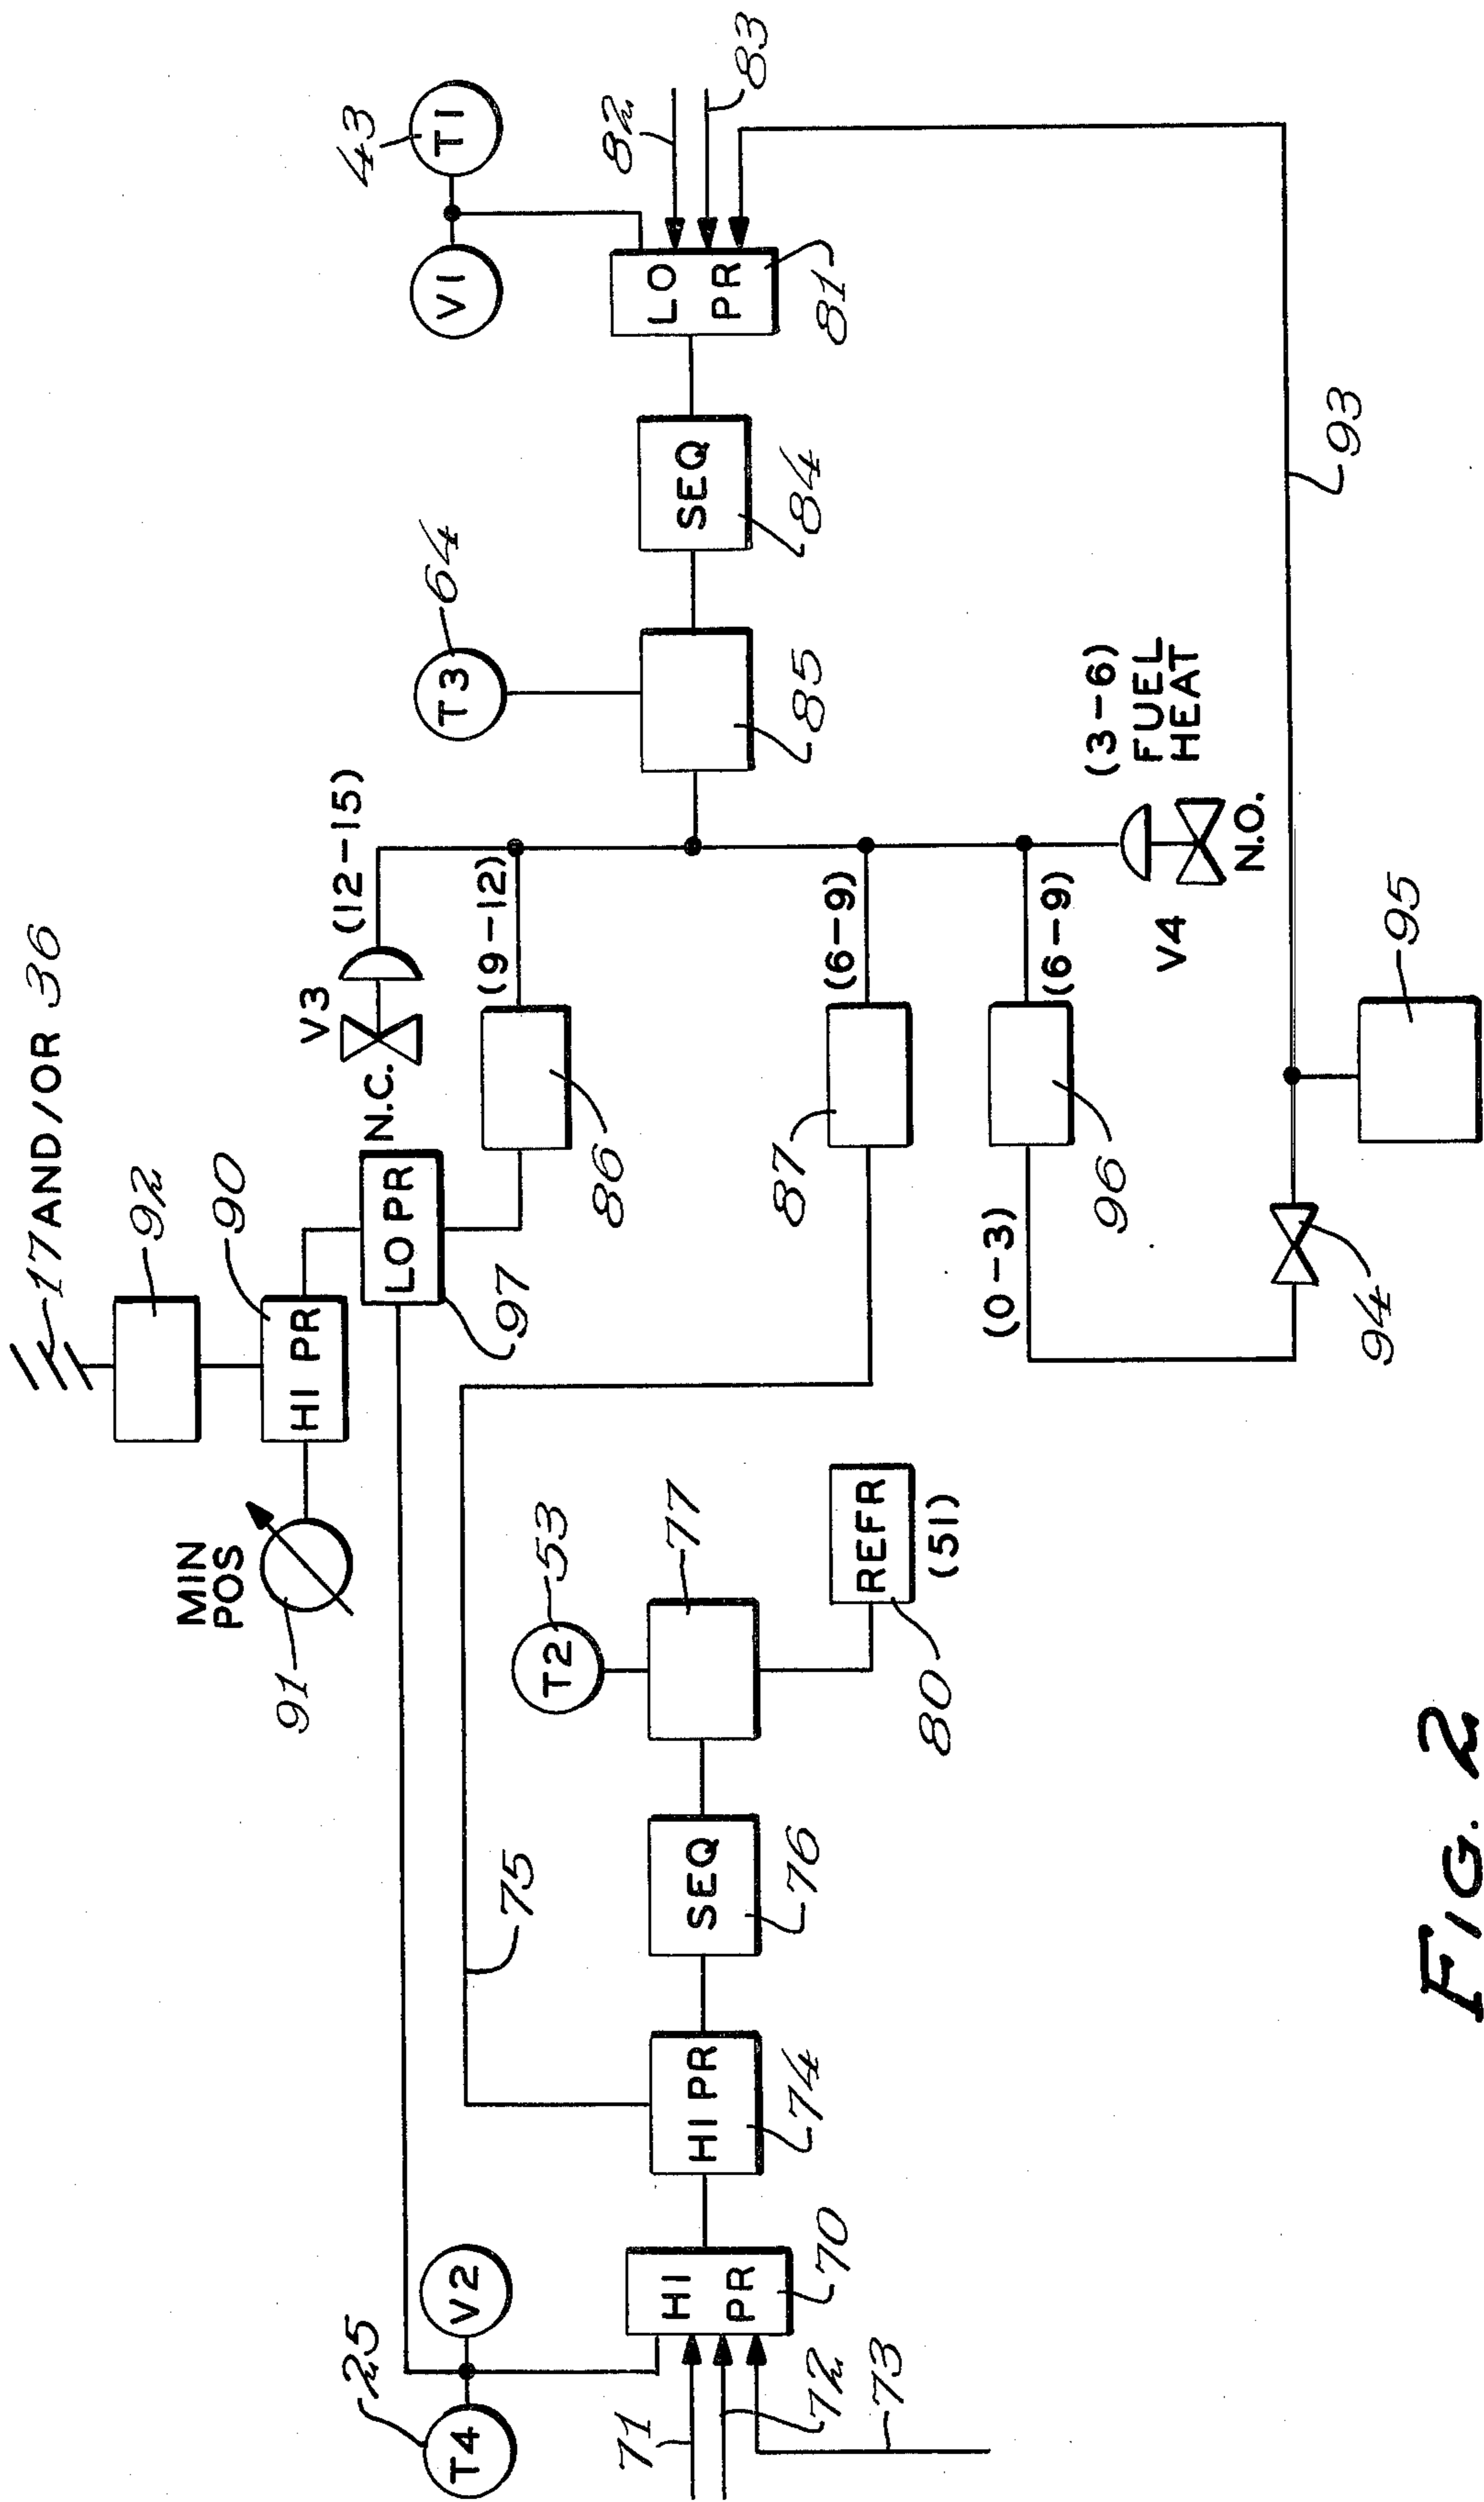 17 AND/OR 36
92
90
MIN
POS
91
HI PR
LO PR
97
N.C.
V3
(12-15)
(9-12)
86
T3
64
V1
T1
43
82
83
LO
PR
81
SEQ
84
85
(6-9)
87
(6-9)
96
(0-3)
V4
N.O.
(3-6)
FUEL
HEAT
93
94
95
T4
25
V2
75
T2
53
77
71
72
73
HI
PR
70
HI PR
74
SEQ
76
REFR
(51)
80
FIG. 2